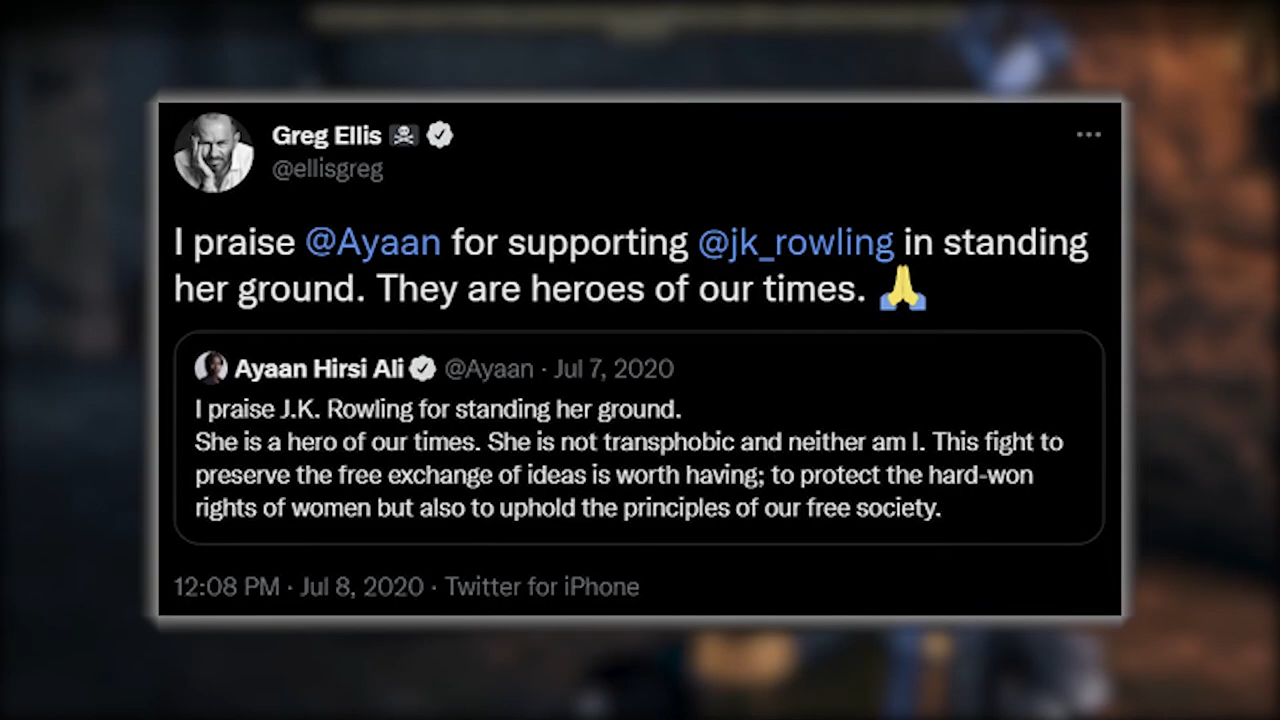 Greg Ellis ☠️
@ellisgreg
I praise @Ayaan for supporting @jk_rowling in standing
her ground. They are heroes of our times. 🙏
Ayaan Hirsi Ali @Ayaan · Jul 7, 2020
I praise J.K. Rowling for standing her ground.
She is a hero of our times. She is not transphobic and neither am I. This fight to
preserve the free exchange of ideas is worth having; to protect the hard-won
rights of women but also to uphold the principles of our free society.
12:08 PM · Jul 8, 2020 · Twitter for iPhone